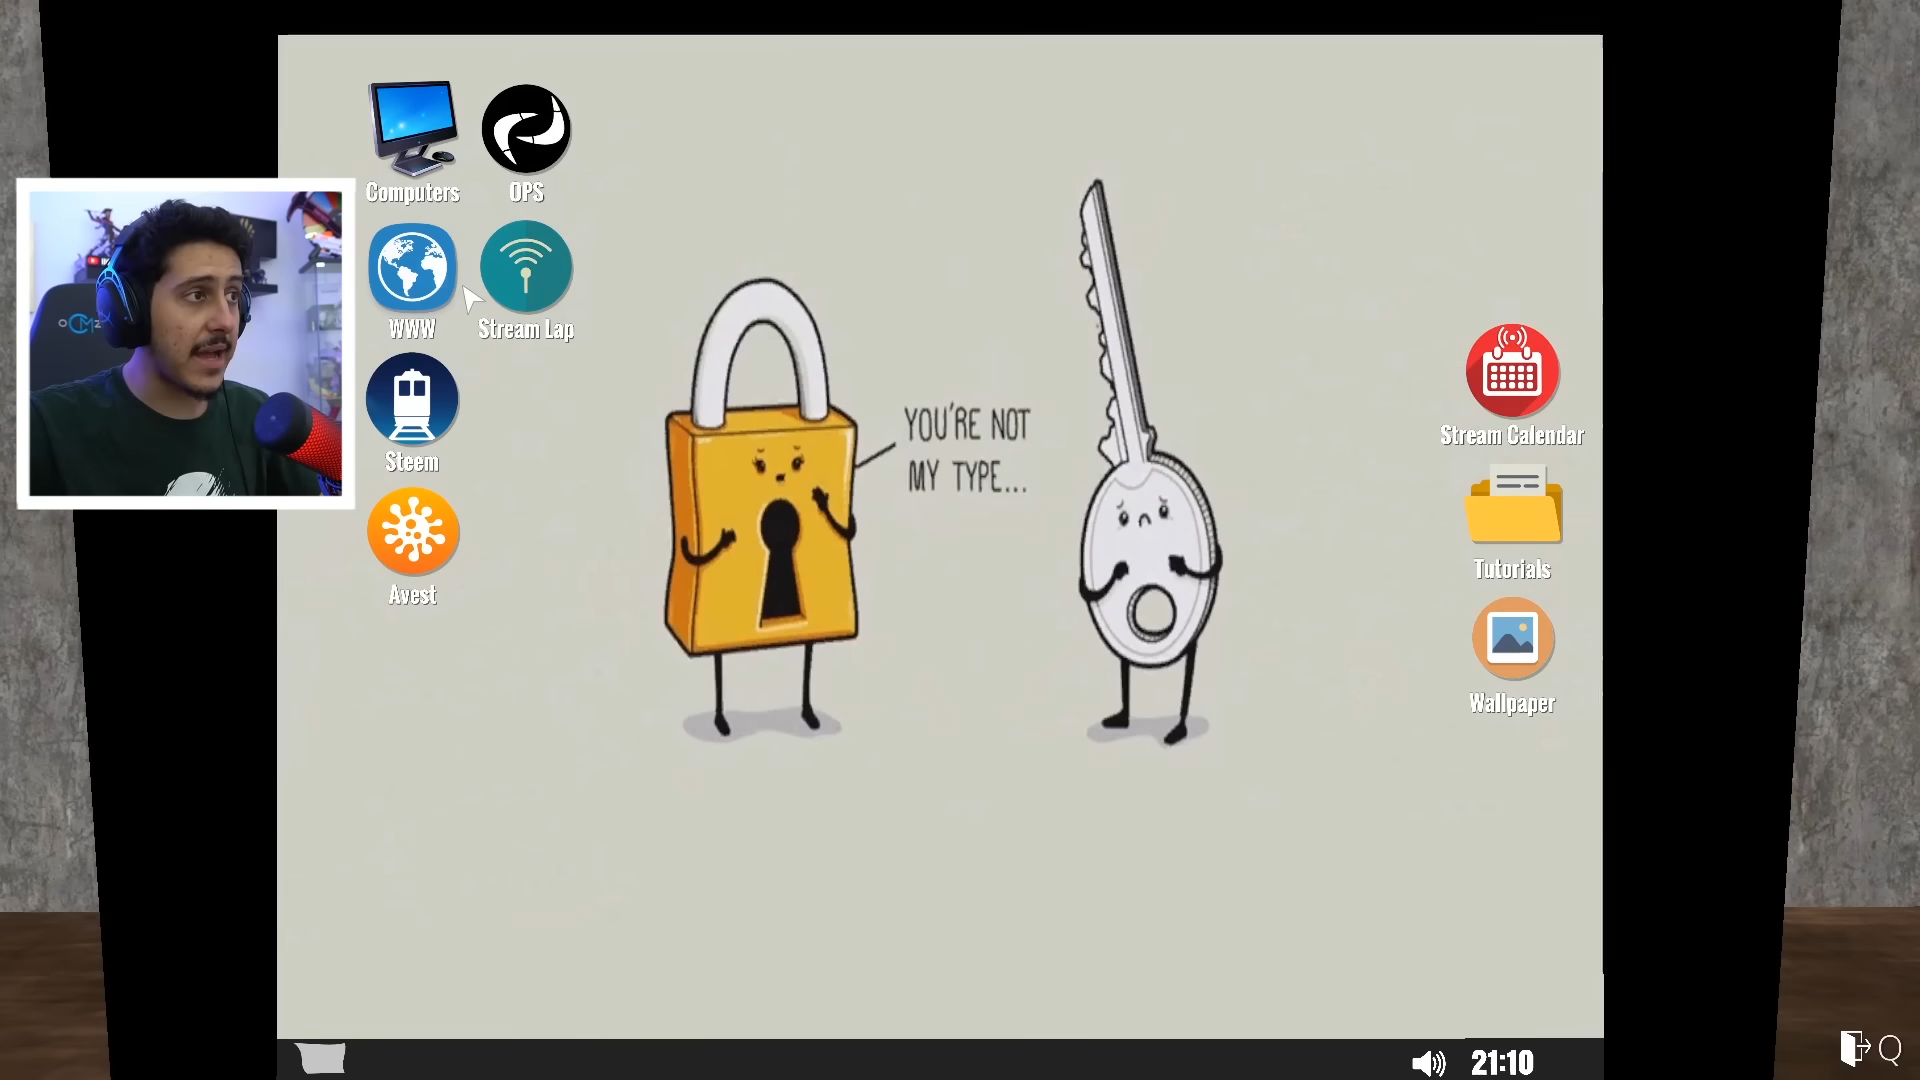 Computers
OPS
WWW
Stream Lap
Steem
Avest
YOU'RE NOT
MY TYPE...
Stream Calendar
Tutorials
Wallpaper
21:10
Q